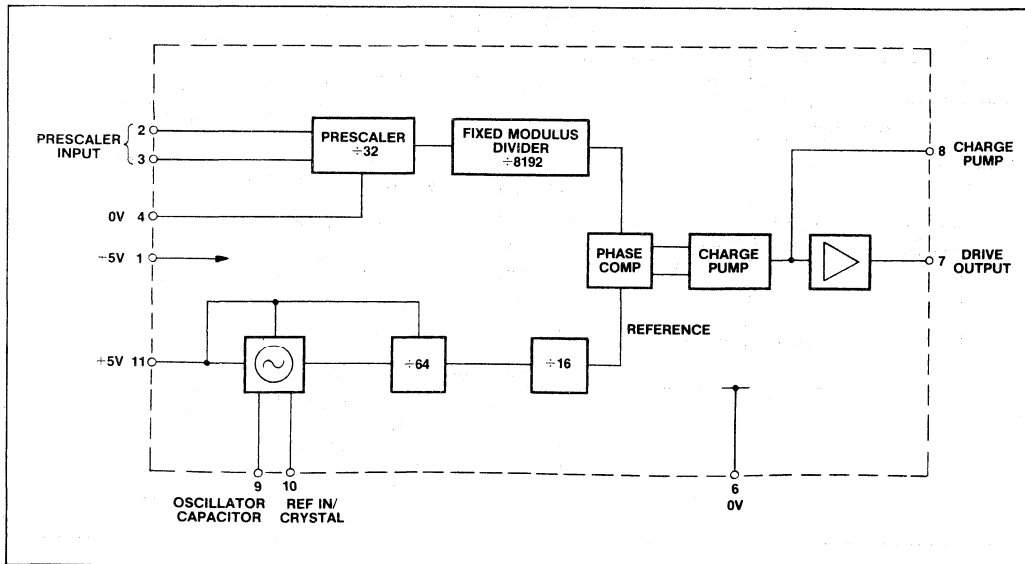 PRESCALER
INPUT
2
3
PRESCALER
÷32
FIXED MODULUS
DIVIDER
÷8192
8 CHARGE
PUMP
0V 4
−5V 1
PHASE
COMP
CHARGE
PUMP
7 DRIVE
OUTPUT
REFERENCE
+5V 11
÷64
÷16
9 10
OSCILLATOR
CAPACITOR
REF IN/
CRYSTAL
6
0V